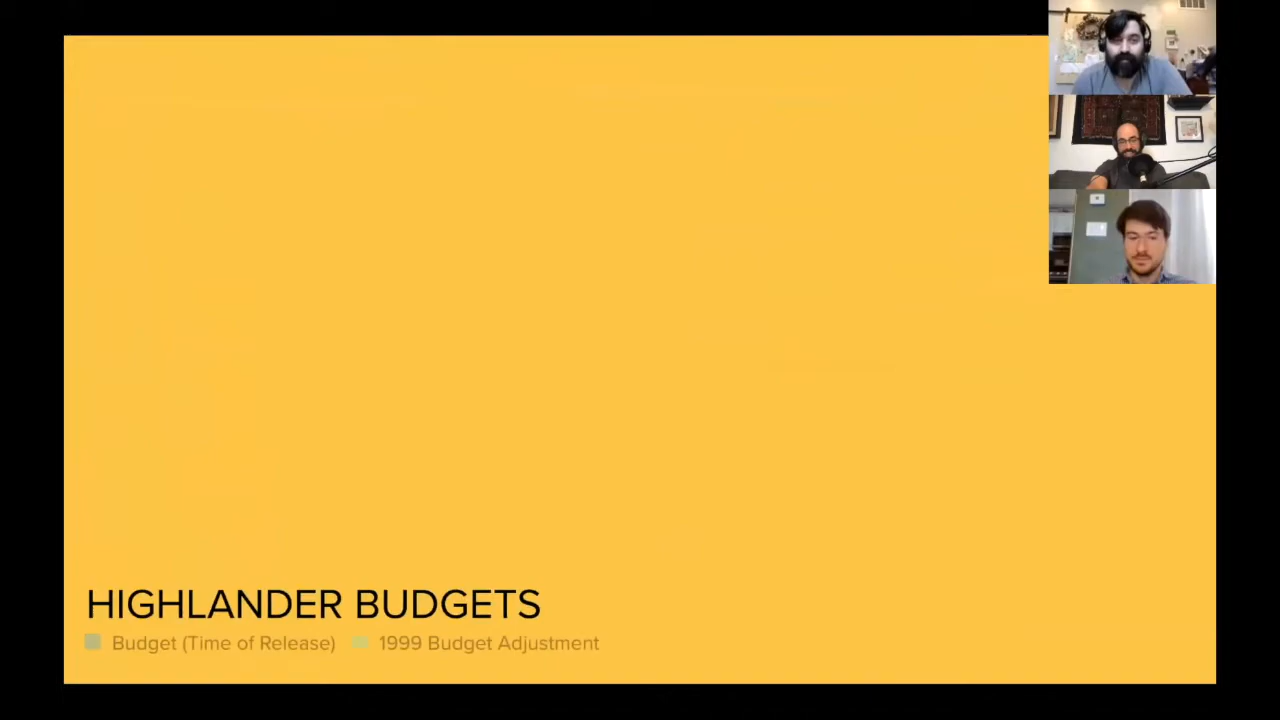 HIGHLANDER BUDGETS
Budget (Time of Release) 1999 Budget Adjustment